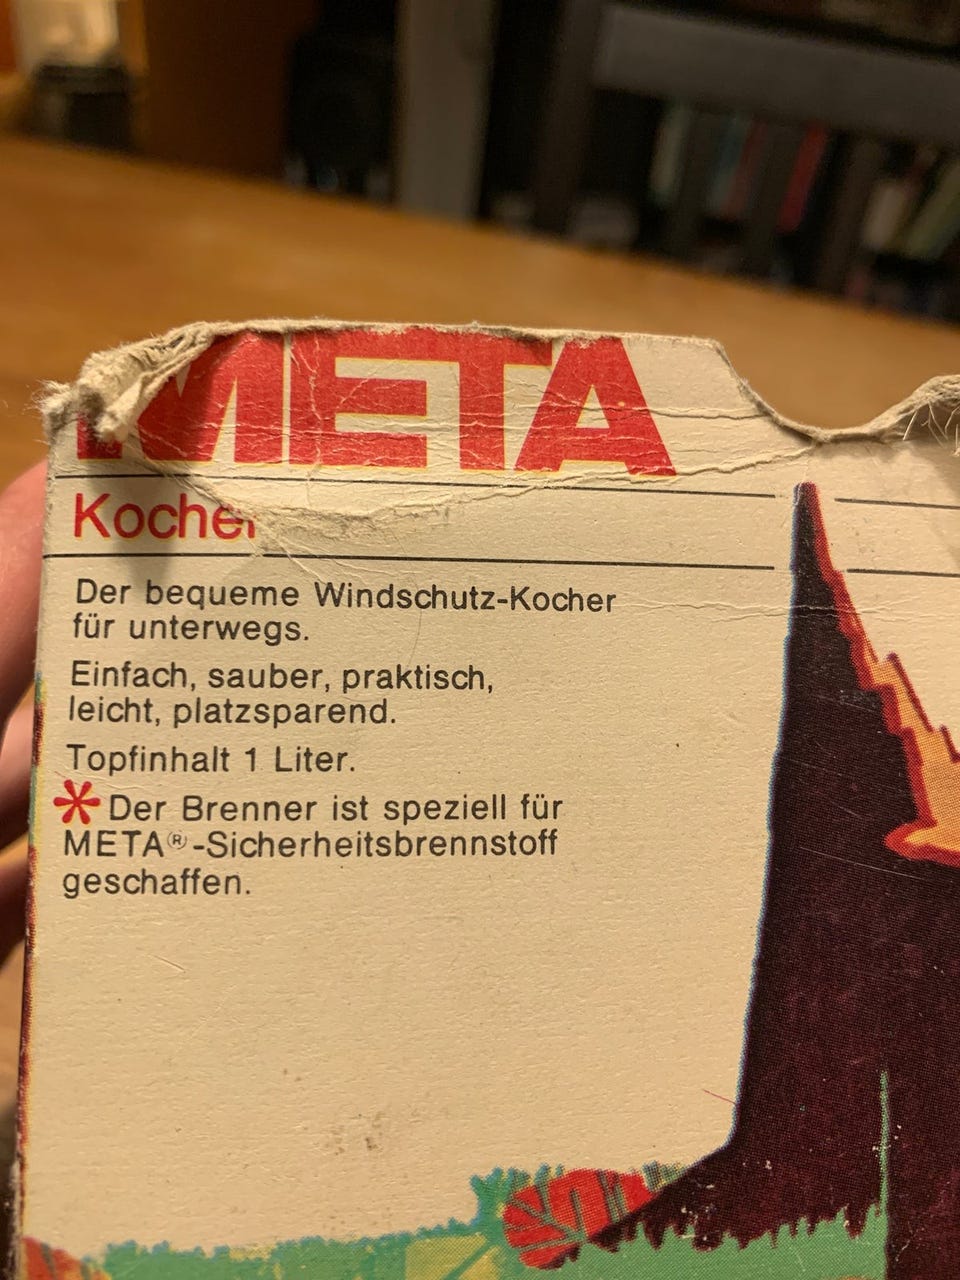 META
Kocher
Der bequeme Windschutz-Kocher
für unterwegs.
Einfach, sauber, praktisch,
leicht, platzsparend.
Topfinhalt 1 Liter.
* Der Brenner ist speziell für
META®-Sicherheitsbrennstoff
geschaffen.